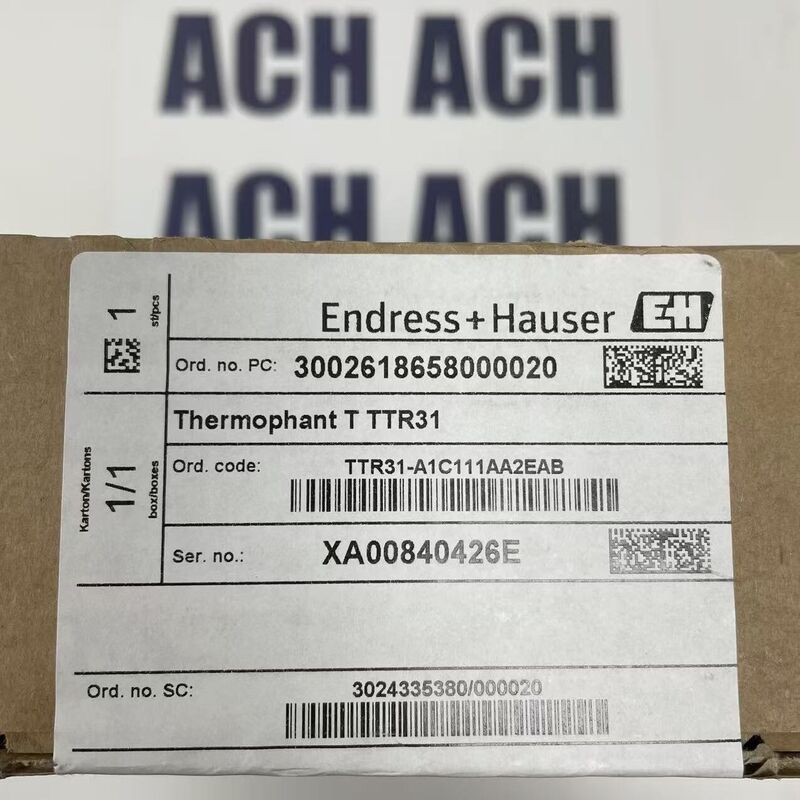 ACH ACH
ACH ACH
1 st/pcs
Endress+Hauser EH
Ord. no. PC: 3002618658000020
Thermophant T TTR31
Karton/Kartons 1/1 box/boxes
Ord. code: TTR31-A1C111AA2EAB
Ser. no.: XA00840426E
Ord. no. SC: 3024335380/000020